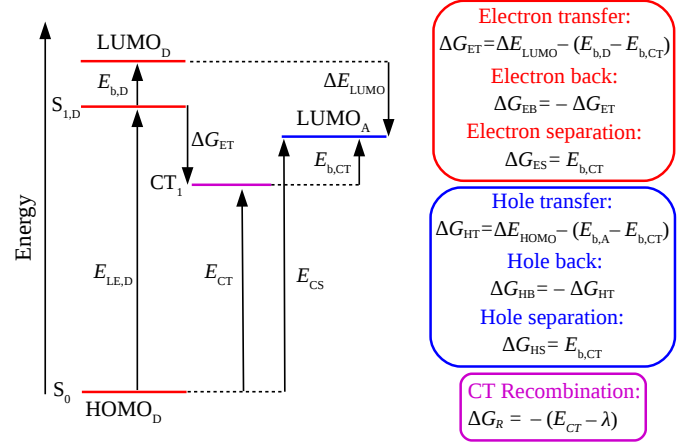 LUMO_D
E_b,D
ΔE_LUMO
S_1,D
LUMO_A
ΔG_ET
E_b,CT
CT_1
Energy
E_LE,D
E_CT
E_CS
S_0
HOMO_D
Electron transfer:
ΔG_ET=ΔE_LUMO−(E_b,D−E_b,CT)
Electron back:
ΔG_EB= − ΔG_ET
Electron separation:
ΔG_ES= E_b,CT
Hole transfer:
ΔG_HT=ΔE_HOMO−(E_b,A−E_b,CT)
Hole back:
ΔG_HB= − ΔG_HT
Hole separation:
ΔG_HS= E_b,CT
CT Recombination:
ΔG_R = −(E_CT−λ)